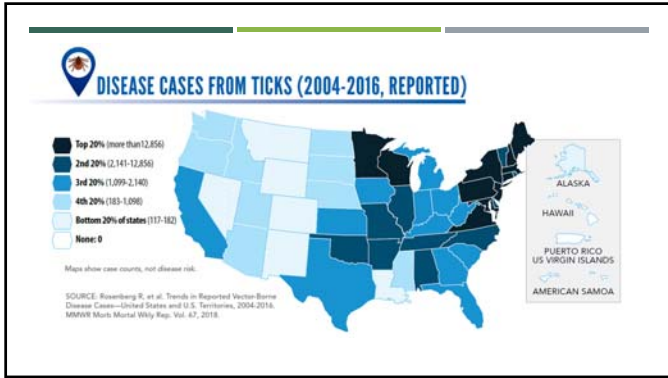 DISEASE CASES FROM TICKS (2004-2016, REPORTED)
Top 20% (more than12,856)
2nd 20% (2,141-12,856)
3rd 20% (1,099-2,140)
4th 20% (183-1,098)
Bottom 20% of states (117-182)
None: 0
Maps show case counts, not disease risk.
SOURCE: Rosenberg R, et al. Trends in Reported Vector-Borne
Disease Cases—United States and U.S. Territories, 2004-2016.
MMWR Morb Mortal Wkly Rep. Vol. 67, 2018.
ALASKA
HAWAII
PUERTO RICO
US VIRGIN ISLANDS
AMERICAN SAMOA